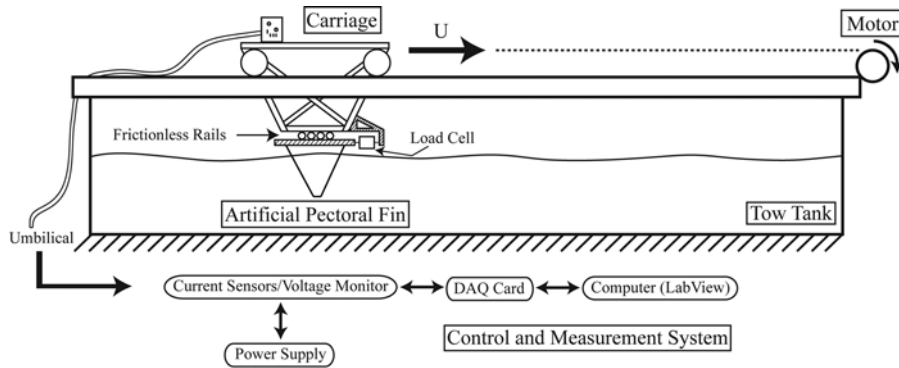 Carriage
U
Motor
Frictionless Rails
Load Cell
Artificial Pectoral Fin
Tow Tank
Umbilical
Current Sensors/Voltage Monitor
DAQ Card
Computer (LabView)
Power Supply
Control and Measurement System